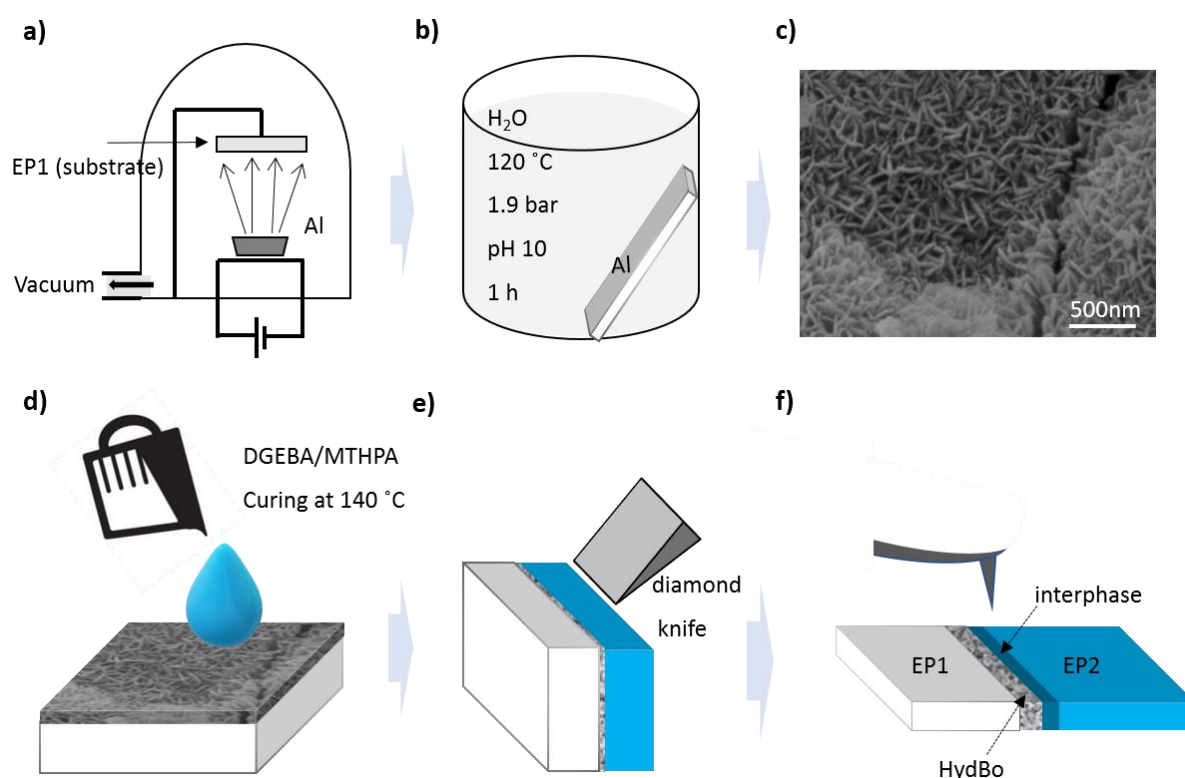 a)
EP1 (substrate)
Al
Vacuum
b)
H₂O
120 ˚C
1.9 bar
pH 10
1 h
Al
c)
500nm
d)
DGEBA/MTHPA
Curing at 140 ˚C
e)
diamond
knife
f)
interphase
EP1
EP2
HydBo